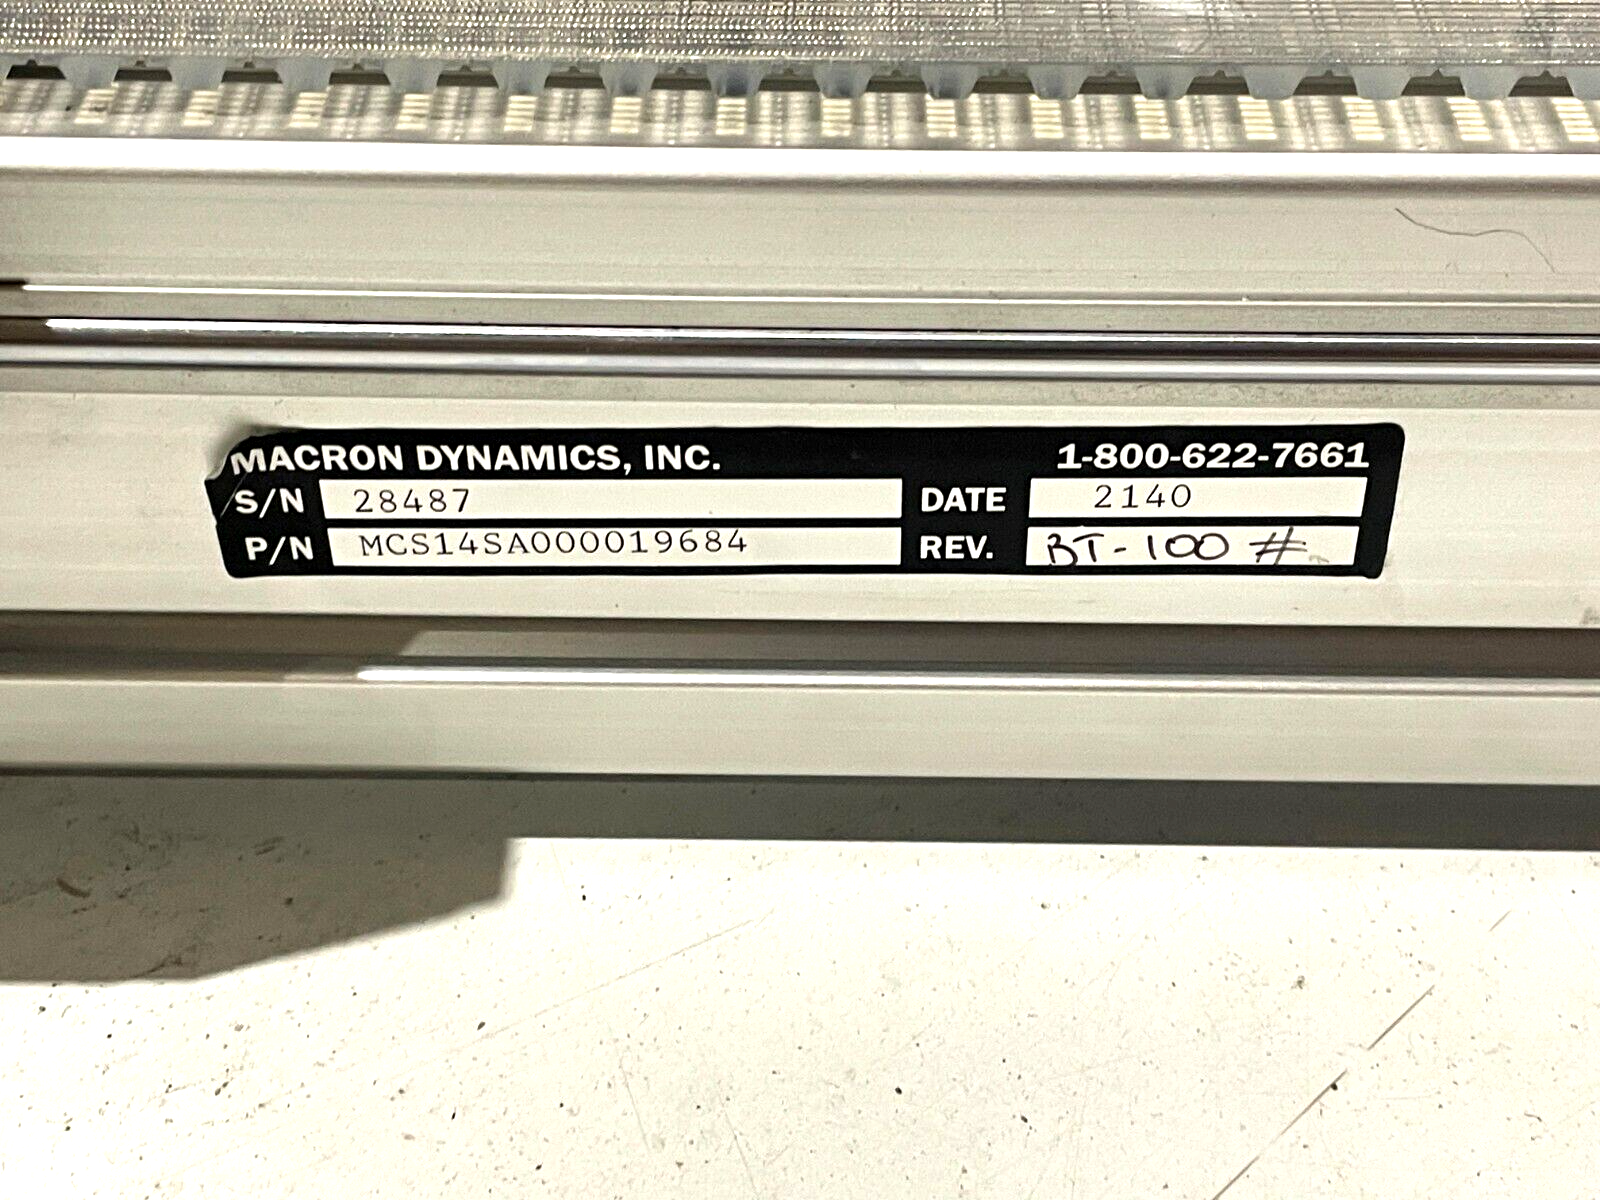 MACRON DYNAMICS, INC. 1-800-622-7661
S/N 28487 DATE 2140
P/N MCS14SA000019684 REV. BT-100 #